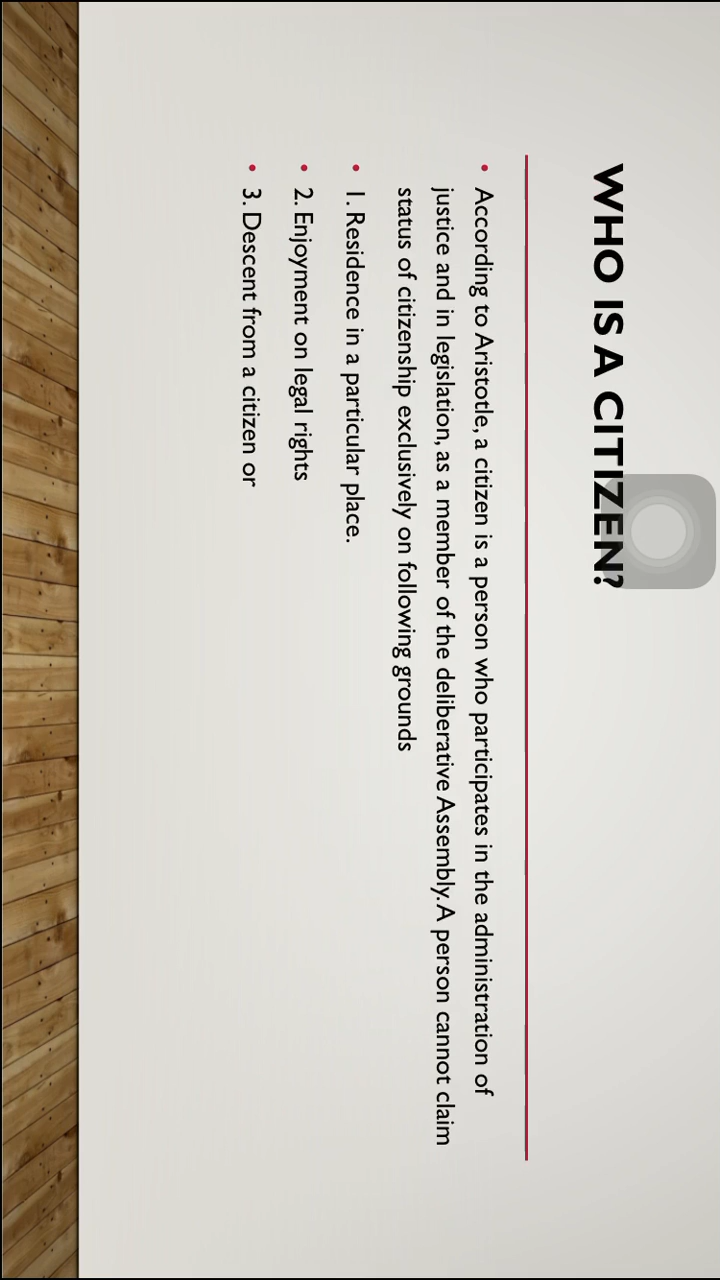 WHO IS A CITIZEN?
• According to Aristotle, a citizen is a person who participates in the administration of
justice and in legislation, as a member of the deliberative Assembly. A person cannot claim
status of citizenship exclusively on following grounds
• 1. Residence in a particular place.
• 2. Enjoyment on legal rights
• 3. Descent from a citizen or